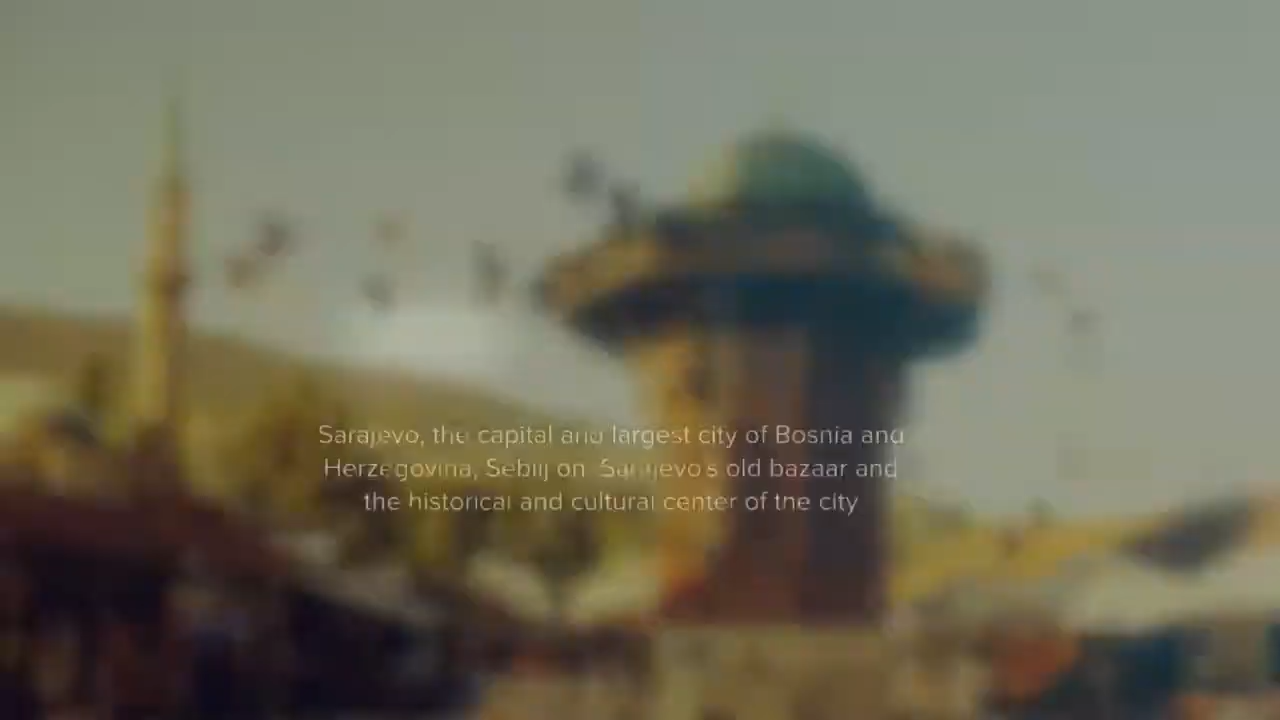 Sarajevo, the capital and largest city of Bosnia and
Herzegovina, Sebilj on Sarajevo's old bazaar and
the historical and cultural center of the city